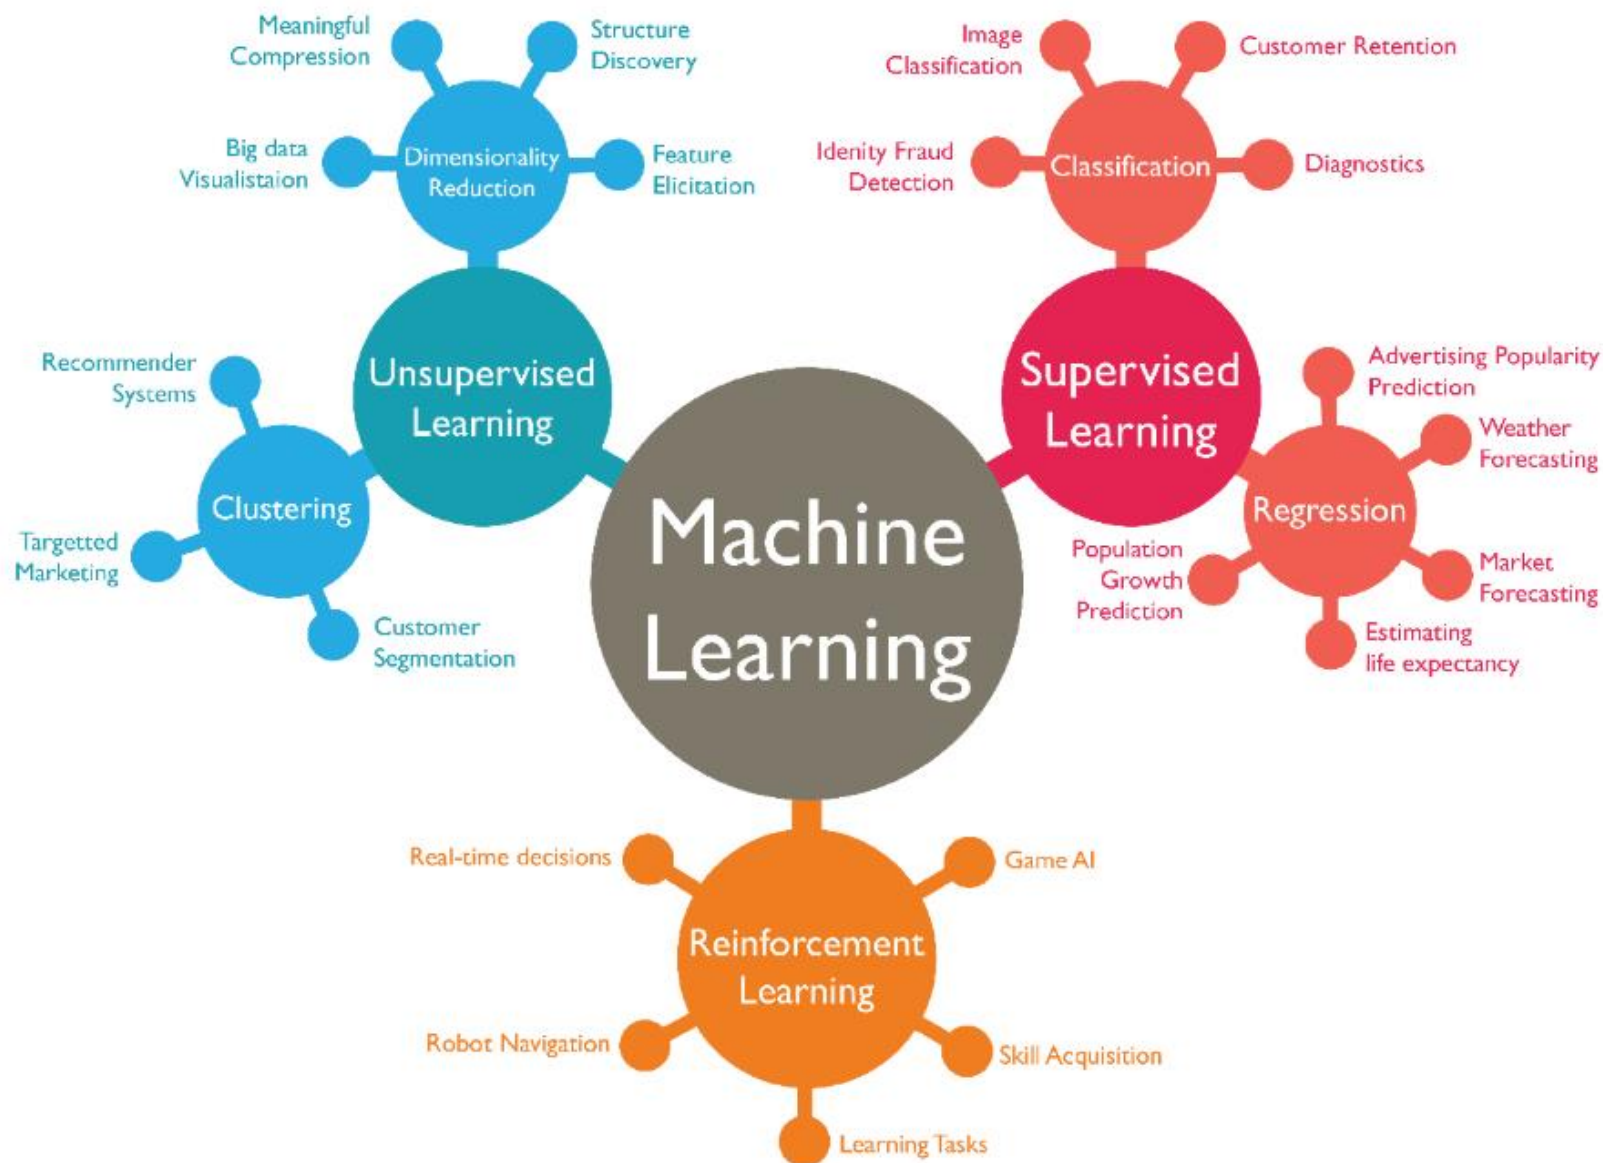 Meaningful
Compression
Structure
Discovery
Big data
Visualistaion
Dimensionality
Reduction
Feature
Elicitation
Image
Classification
Customer Retention
Idenity Fraud
Detection
Classification
Diagnostics
Recommender
Systems
Unsupervised
Learning
Clustering
Targetted
Marketing
Customer
Segmentation
Machine
Learning
Supervised
Learning
Advertising Popularity
Prediction
Weather
Forecasting
Regression
Population
Growth
Prediction
Market
Forecasting
Estimating
life expectancy
Real-time decisions
Game AI
Reinforcement
Learning
Robot Navigation
Skill Acquisition
Learning Tasks